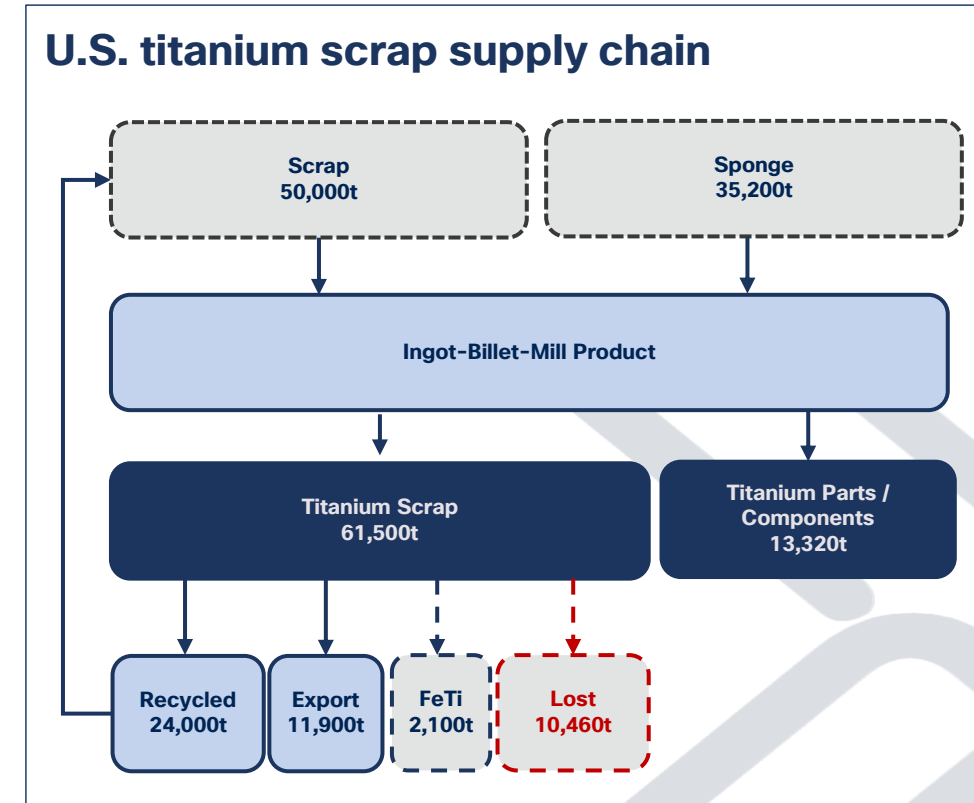 U.S. titanium scrap supply chain
Scrap
50,000t
Sponge
35,200t
Ingot-Billet-Mill Product
Titanium Scrap
61,500t
Titanium Parts /
Components
13,320t
Recycled
24,000t
Export
11,900t
FeTi
2,100t
Lost
10,460t